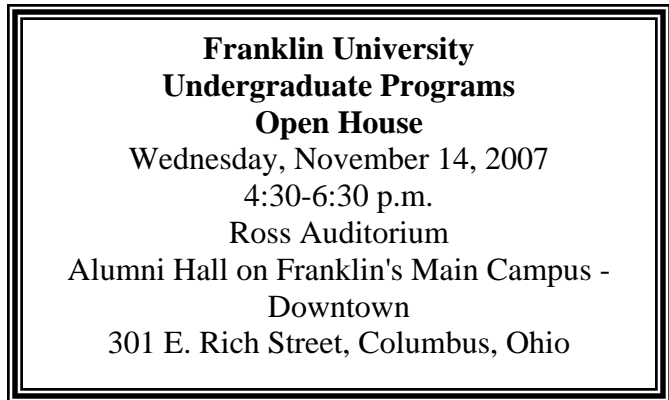 Franklin University
Undergraduate Programs
Open House
Wednesday, November 14, 2007
4:30-6:30 p.m.
Ross Auditorium
Alumni Hall on Franklin's Main Campus -
Downtown
301 E. Rich Street, Columbus, Ohio